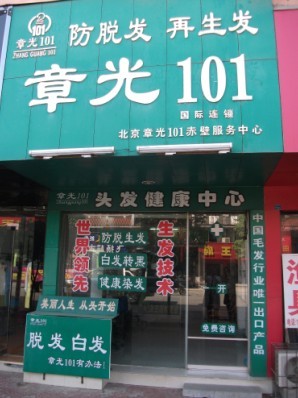 101
章光101
ZHANG GUANG 101
防脱发 再生发
章光 101
国际连锁
北京章光101赤壁服务中心
章光101
头发健康中心
世界领先
防脱生发
白发转黑
健康染发
生发技术
开
免费咨询
中国毛发行业唯一出口产品
美丽人生 从头开始
章光101
脱发 白发
章光101有办法!